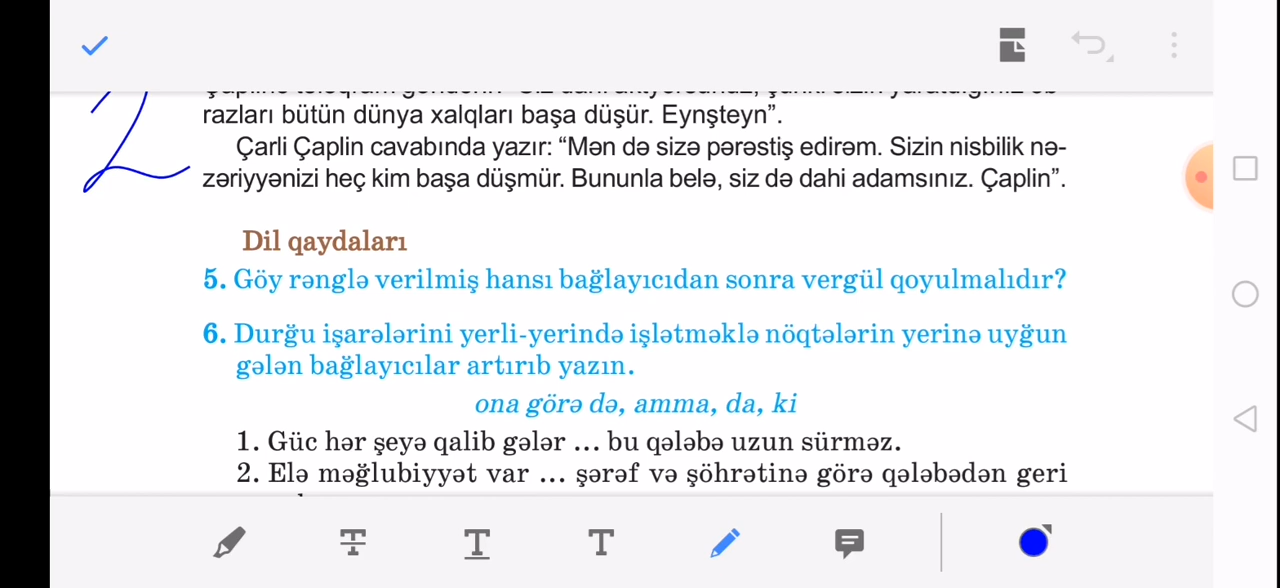 razları bütün dünya xalqları başa düşür. Eynşteyn”.
Çarli Çaplin cavabında yazır: “Mən də sizə pərəstiş edirəm. Sizin nisbilik nə-
zəriyyənizi heç kim başa düşmür. Bununla belə, siz də dahi adamsınız. Çaplin”.
Dil qaydaları
5. Göy rənglə verilmiş hansı bağlayıcıdan sonra vergül qoyulmalıdır?
6. Durğu işarələrini yerli-yerində işlətməklə nöqtələrin yerinə uyğun
gələn bağlayıcılar artırıb yazın.
ona görə də, amma, da, ki
1. Güc hər şeyə qalib gələr ... bu qələbə uzun sürməz.
2. Elə məğlubiyyət var ... şərəf və şöhrətinə görə qələbədən geri